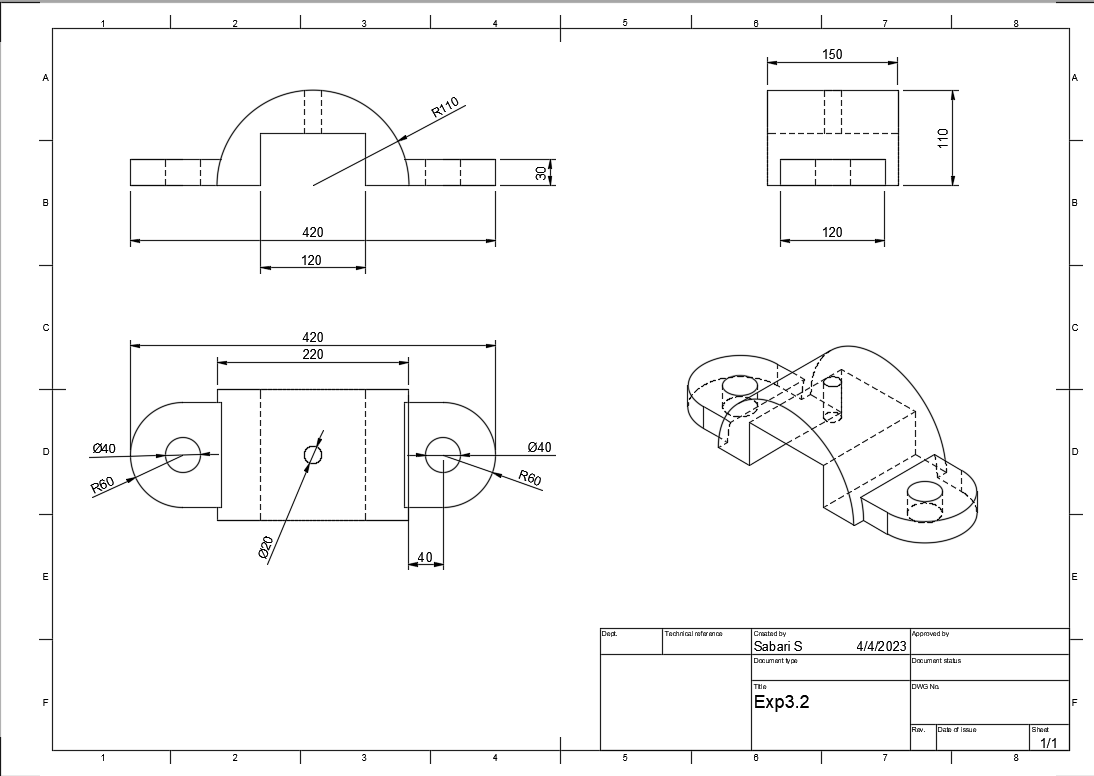 1 2 3 4 5 6 7 8
A A
150
R110
110
30
B B
420
120
120
C C
420
220
D D
Ø40
Ø40
R60
R60
Ø20
40
E E
Dept. Technical reference Created by Approved by
Sabari S 4/4/2023
Document type Document status
Title DWG No.
Exp3.2
F F
Rev. Date of issue Sheet
1/1
1 2 3 4 5 6 7 8